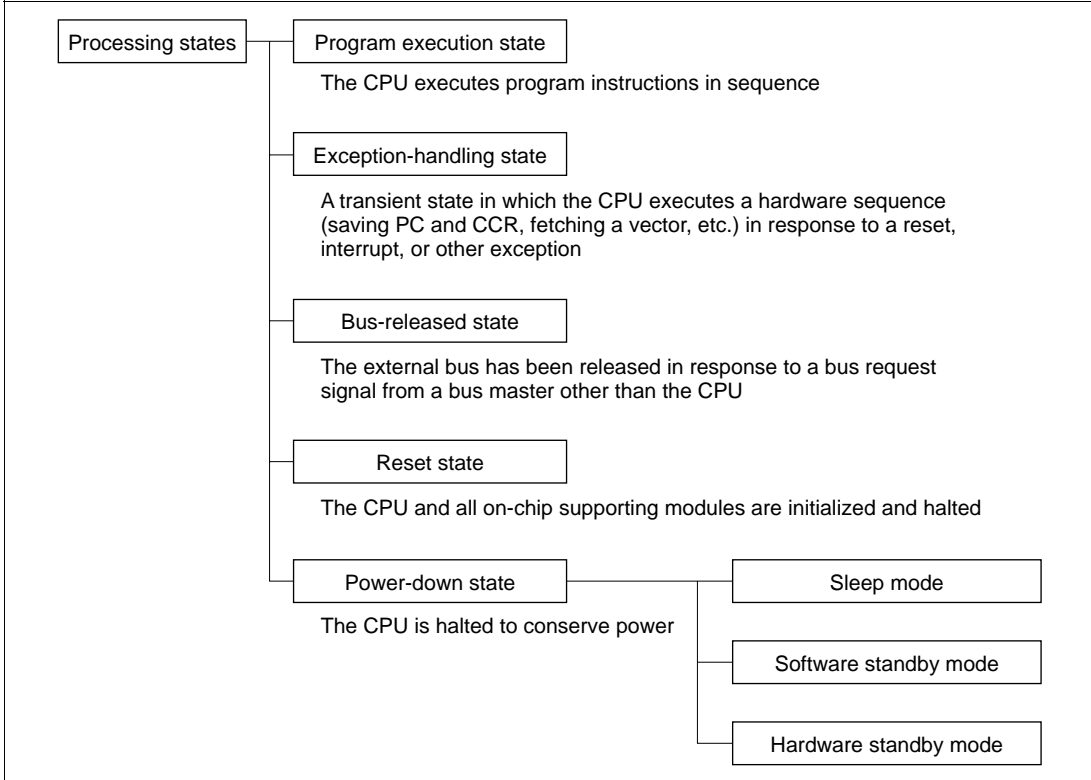 Processing states
Program execution state
The CPU executes program instructions in sequence
Exception-handling state
A transient state in which the CPU executes a hardware sequence
(saving PC and CCR, fetching a vector, etc.) in response to a reset,
interrupt, or other exception
Bus-released state
The external bus has been released in response to a bus request
signal from a bus master other than the CPU
Reset state
The CPU and all on-chip supporting modules are initialized and halted
Power-down state
Sleep mode
The CPU is halted to conserve power
Software standby mode
Hardware standby mode